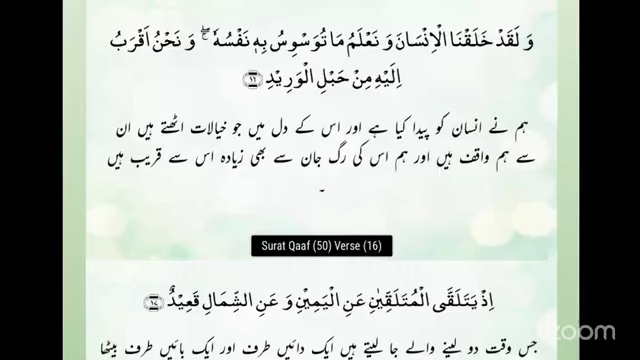 وَ لَقَدْ خَلَقْنَا الْاِنْسَانَ وَ نَعْلَمُ مَا تُوَسْوِسُ بِهٖ نَفْسُهٗ ۖۚ وَ نَحْنُ اَقْرَبُ
اِلَيْهِ مِنْ حَبْلِ الْوَرِيْدِ ﴿۱۶﴾
ہم نے انسان کو پیدا کیا ہے اور اس کے دل میں جو خیالات اٹھتے ہیں ان
سے ہم واقف ہیں اور ہم اس کی رگ جان سے بھی زیادہ اس سے قریب ہیں
۔
Surat Qaaf (50) Verse (16)
اِذْ يَتَلَقَّى الْمُتَلَقِّيٰنِ عَنِ الْيَمِيْنِ وَ عَنِ الشِّمَالِ قَعِيْدٌ ﴿۱۷﴾
جس وقت دو لینے والے جا لیتے ہیں ایک دائیں طرف اور ایک بائیں طرف بیٹھا
zoom